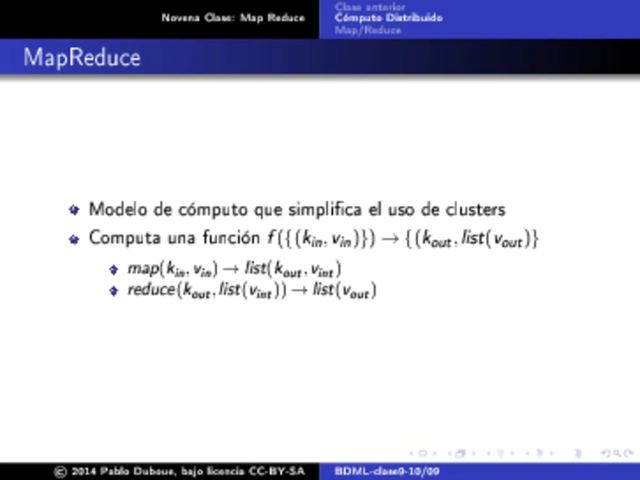 Novena Clase: Map Reduce
Clase anterior
Cómputo Distribuido
Map/Reduce
MapReduce
Modelo de cómputo que simplifica el uso de clusters
Computa una función f({(k_in, v_in)}) → {(k_out, list(v_out)}
map(k_in, v_in) → list(k_out, v_int)
reduce(k_out, list(v_int)) → list(v_out)
© 2014 Pablo Duboue, bajo licencia CC-BY-SA
BDML-clase9-10/09